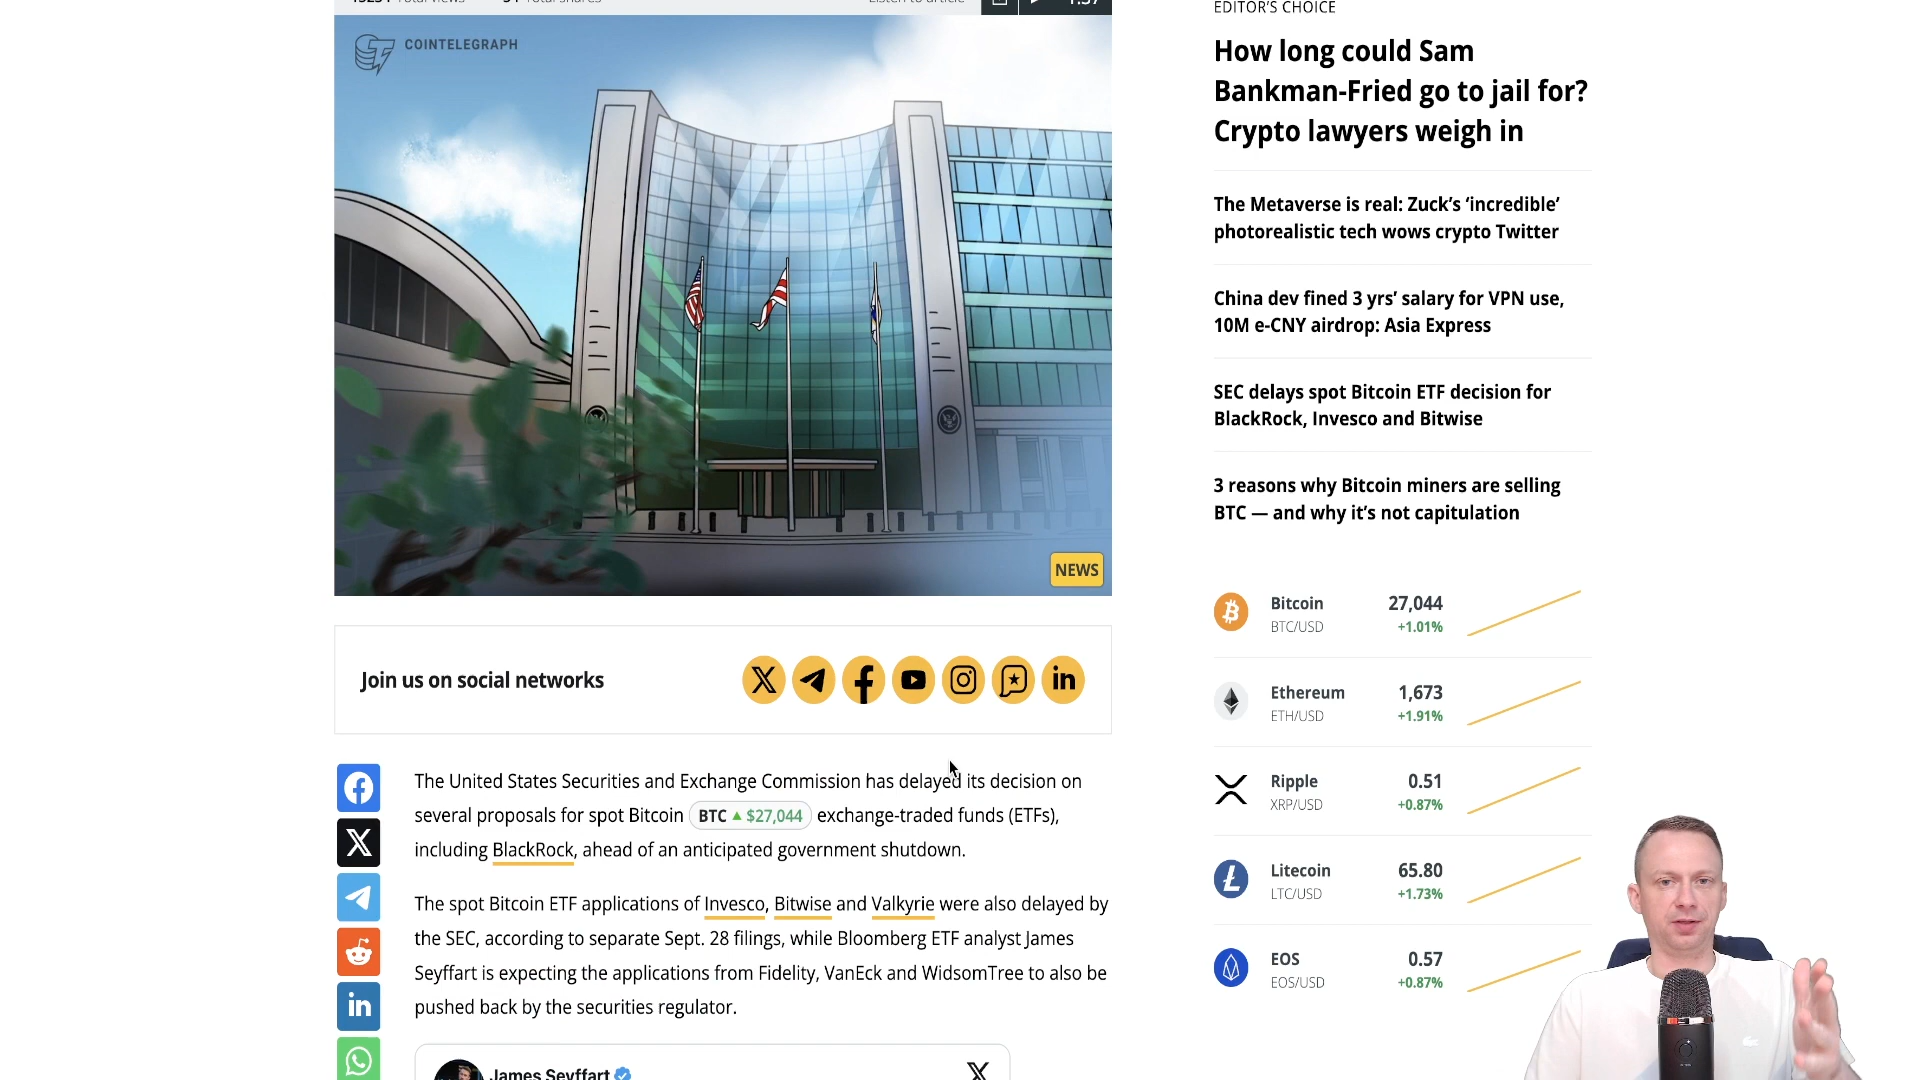 COINTELEGRAPH
NEWS
Join us on social networks
The United States Securities and Exchange Commission has delayed its decision on
several proposals for spot Bitcoin BTC ▲ $27,044 exchange-traded funds (ETFs),
including BlackRock, ahead of an anticipated government shutdown.
The spot Bitcoin ETF applications of Invesco, Bitwise and Valkyrie were also delayed by
the SEC, according to separate Sept. 28 filings, while Bloomberg ETF analyst James
Seyffart is expecting the applications from Fidelity, VanEck and WidsomTree to also be
pushed back by the securities regulator.
James Seyffart
EDITOR'S CHOICE
How long could Sam
Bankman-Fried go to jail for?
Crypto lawyers weigh in
The Metaverse is real: Zuck's ‘incredible’
photorealistic tech wows crypto Twitter
China dev fined 3 yrs’ salary for VPN use,
10M e-CNY airdrop: Asia Express
SEC delays spot Bitcoin ETF decision for
BlackRock, Invesco and Bitwise
3 reasons why Bitcoin miners are selling
BTC — and why it’s not capitulation
Bitcoin 27,044
BTC/USD +1.01%
Ethereum 1,673
ETH/USD +1.91%
Ripple 0.51
XRP/USD +0.87%
Litecoin 65.80
LTC/USD +1.73%
EOS 0.57
EOS/USD +0.87%